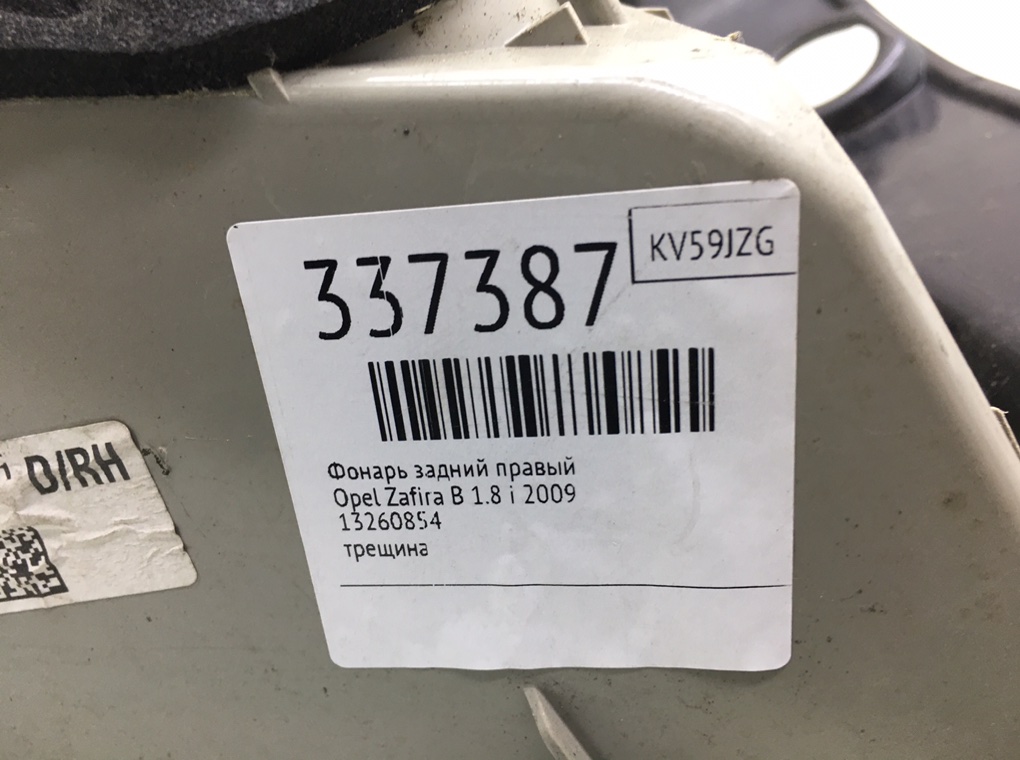 337387
KV59JZG
Фонарь задний правый
Opel Zafira B 1.8 i 2009
13260854
трещина
D/RH